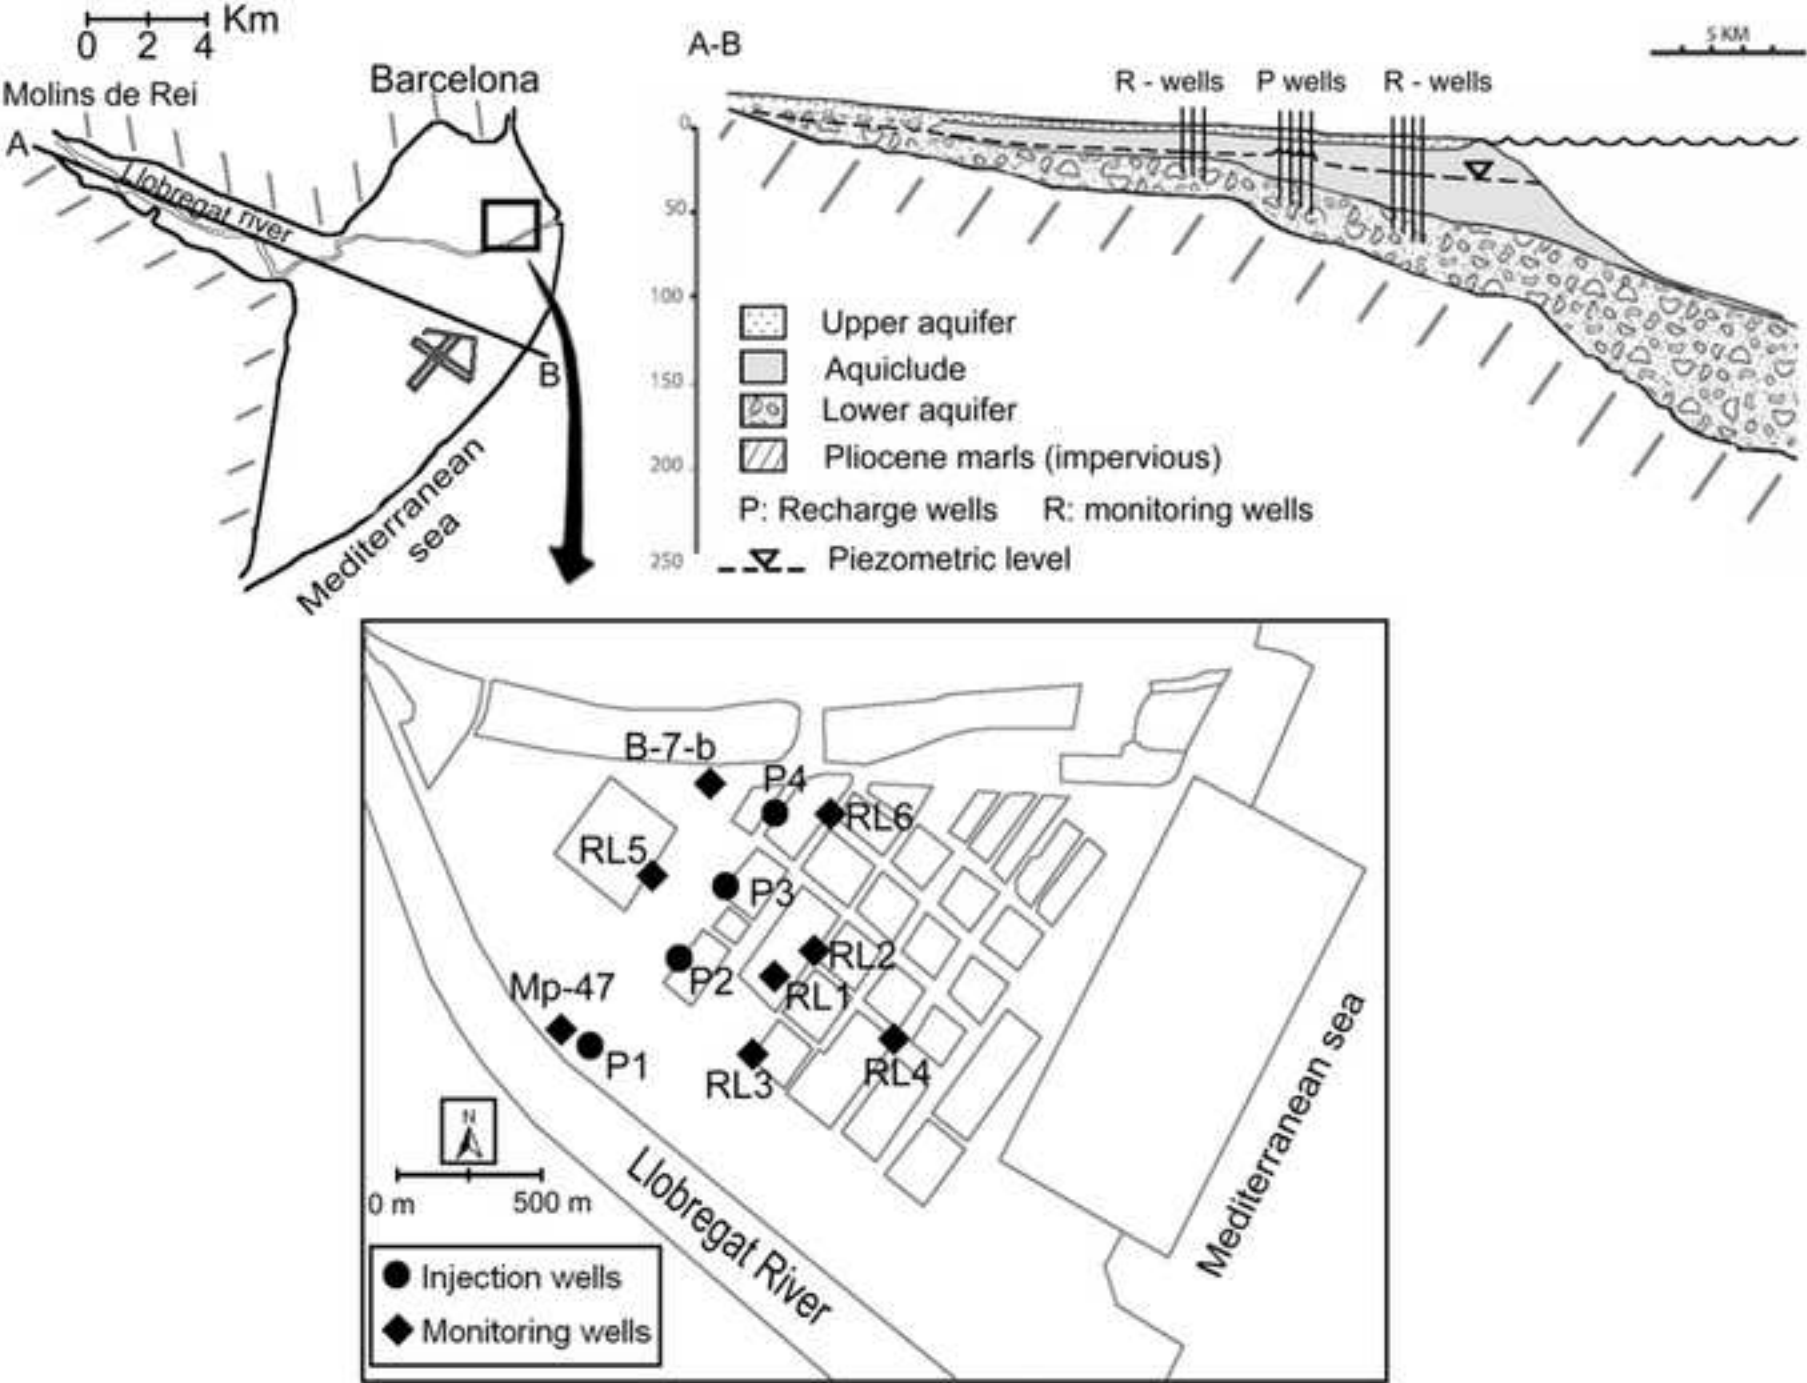 Km
0 2 4
Molins de Rei
Barcelona
A
Llobregat river
B
Mediterranean
sea
A-B
5 KM
R - wells P wells R - wells
0
50
100
150
200
250
Upper aquifer
Aquiclude
Lower aquifer
Pliocene marls (impervious)
P: Recharge wells R: monitoring wells
Piezometric level
B-7-b
P4
RL6
RL5
P3
RL2
P2
RL1
Mp-47
P1
RL3
RL4
N
0 m 500 m
Llobregat River
Mediterranean sea
Injection wells
Monitoring wells